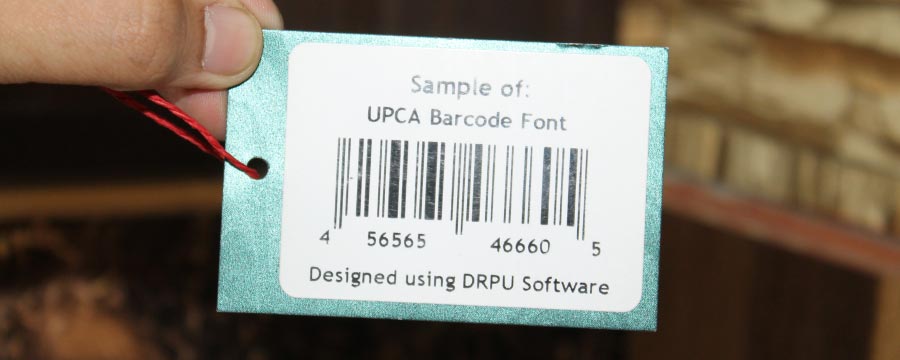 Sample of:
UPCA Barcode Font
4 56565 46660 5
Designed using DRPU Software